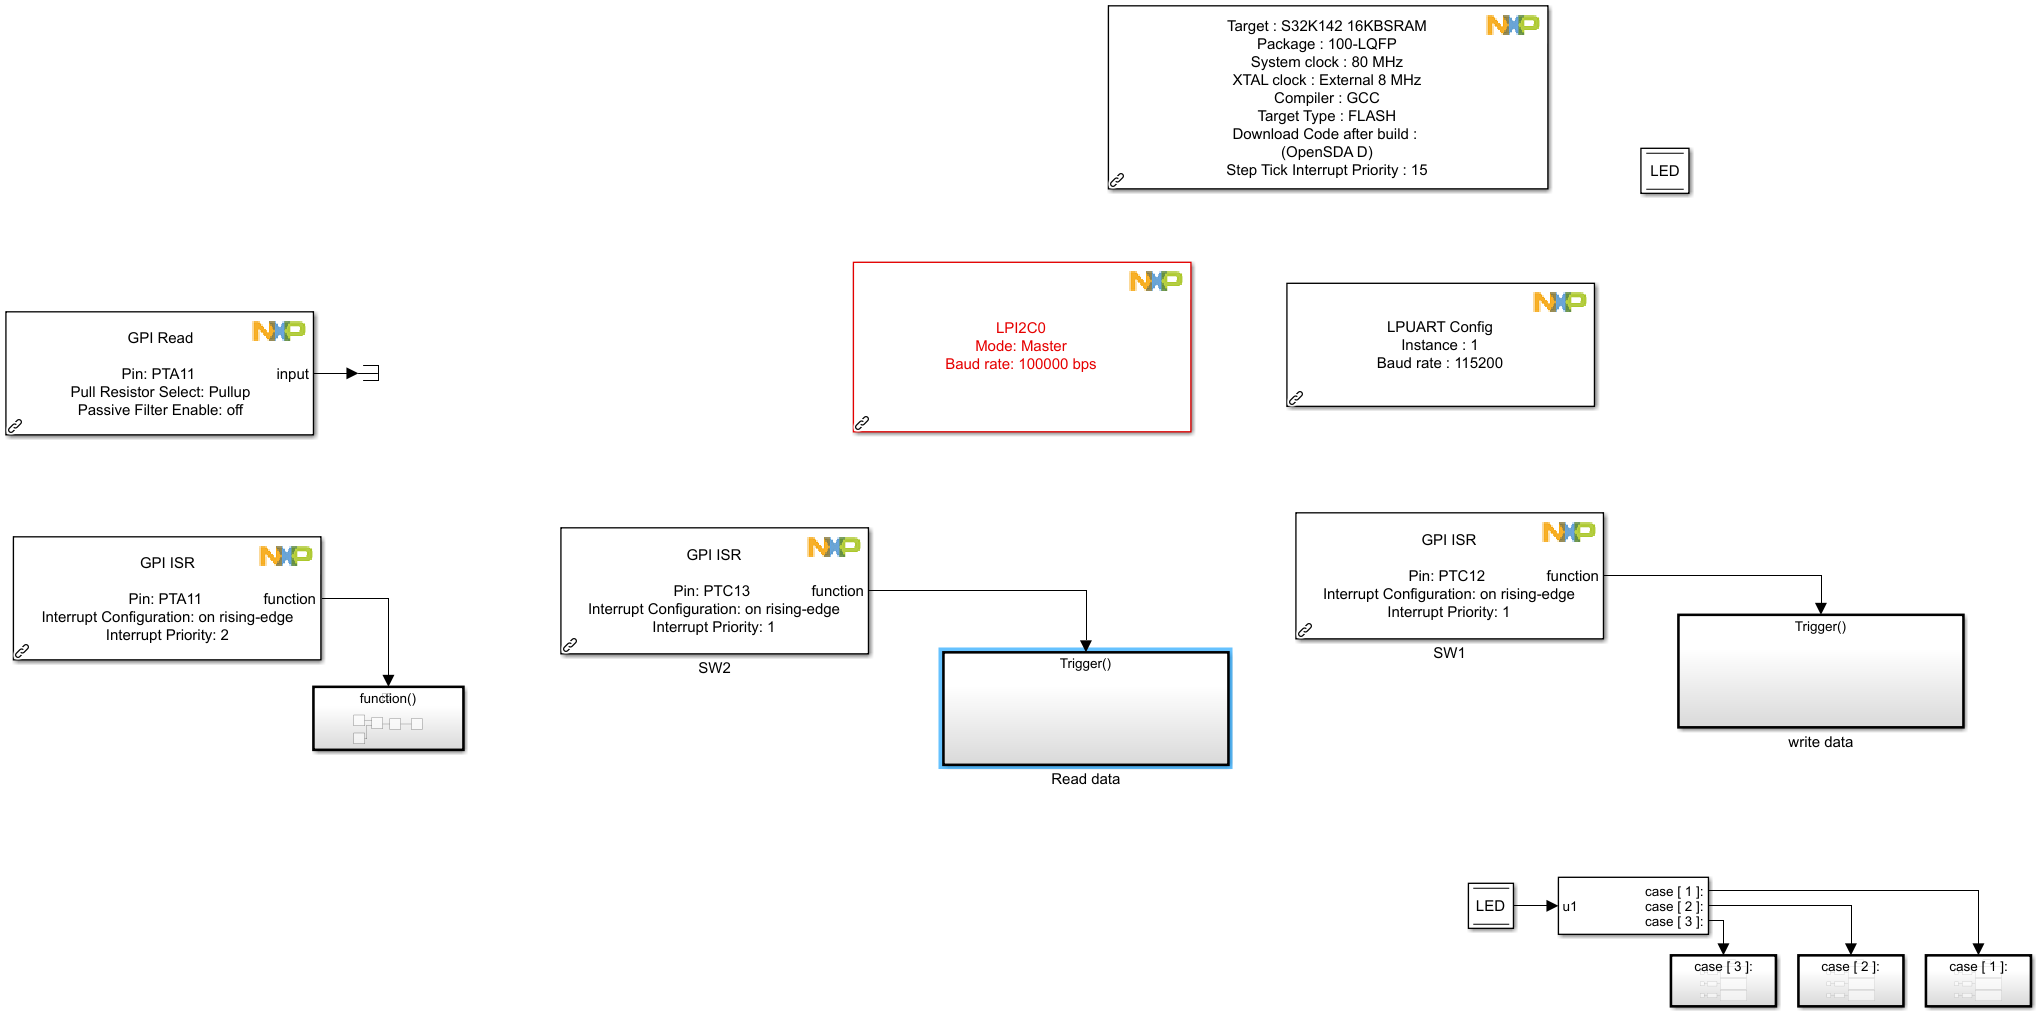 NXP
Target : S32K142 16KBSRAM
Package : 100-LQFP
System clock : 80 MHz
XTAL clock : External 8 MHz
Compiler : GCC
Target Type : FLASH
Download Code after build :
(OpenSDA D)
Step Tick Interrupt Priority : 15
LED
NXP
GPI Read
Pin: PTA11
Pull Resistor Select: Pullup
Passive Filter Enable: off
input
NXP
LPI2C0
Mode: Master
Baud rate: 100000 bps
NXP
LPUART Config
Instance : 1
Baud rate : 115200
NXP
GPI ISR
Pin: PTA11
Interrupt Configuration: on rising-edge
Interrupt Priority: 2
function
function()
NXP
GPI ISR
Pin: PTC13
Interrupt Configuration: on rising-edge
Interrupt Priority: 1
function
SW2
Trigger()
Read data
NXP
GPI ISR
Pin: PTC12
Interrupt Configuration: on rising-edge
Interrupt Priority: 1
function
SW1
Trigger()
write data
LED
u1
case [ 1 ]:
case [ 2 ]:
case [ 3 ]:
case [ 3 ]:
case [ 2 ]:
case [ 1 ]: